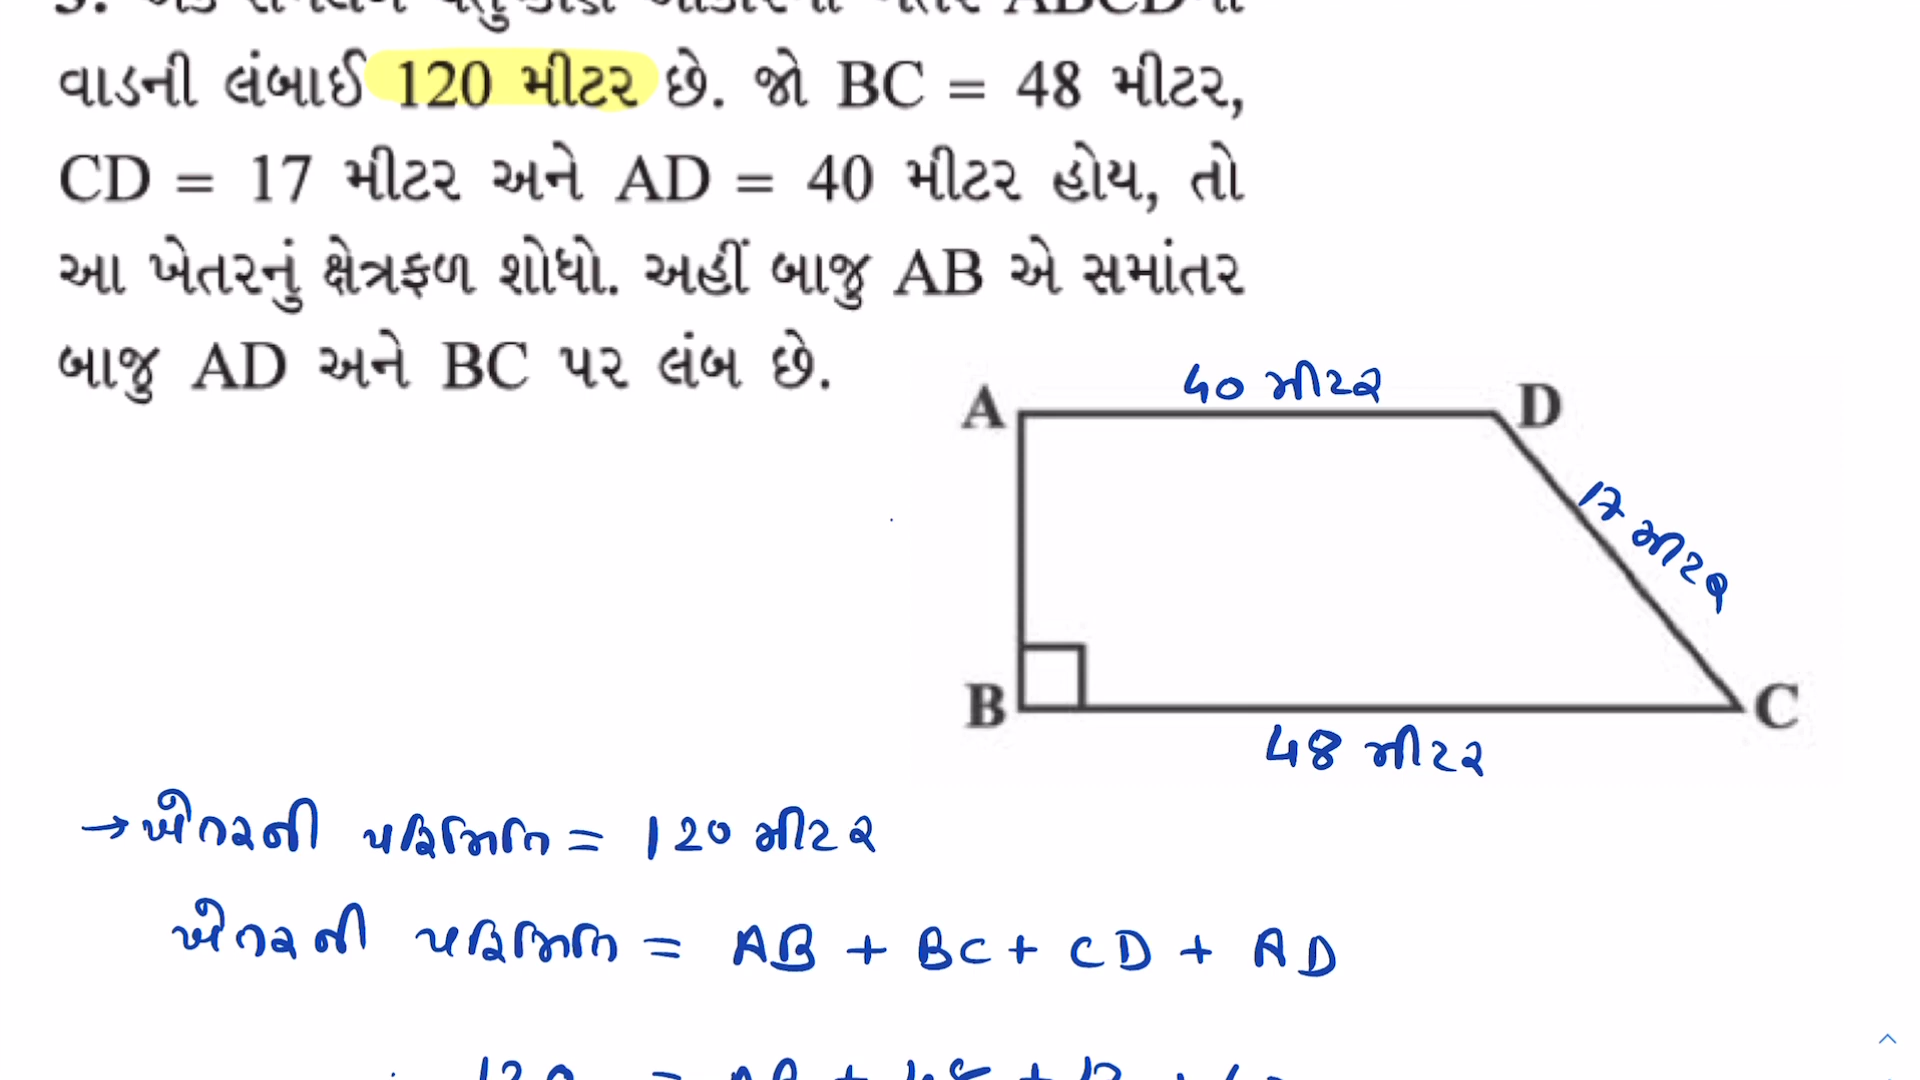 વાડની લંબાઈ 120 મીટર છે. જો BC = 48 મીટર,
CD = 17 મીટર અને AD = 40 મીટર હોય, તો
આ ખેતરનું ક્ષેત્રફળ શોધો. અહીં બાજુ AB એ સમાંતર
બાજુ AD અને BC પર લંબ છે.
40 મીટર
A D
17 મીટર
B C
48 મીટર
→ ખેતરની પરિમિતિ = 120 મીટર
ખેતરની પરિમિતિ = AB + BC + CD + AD